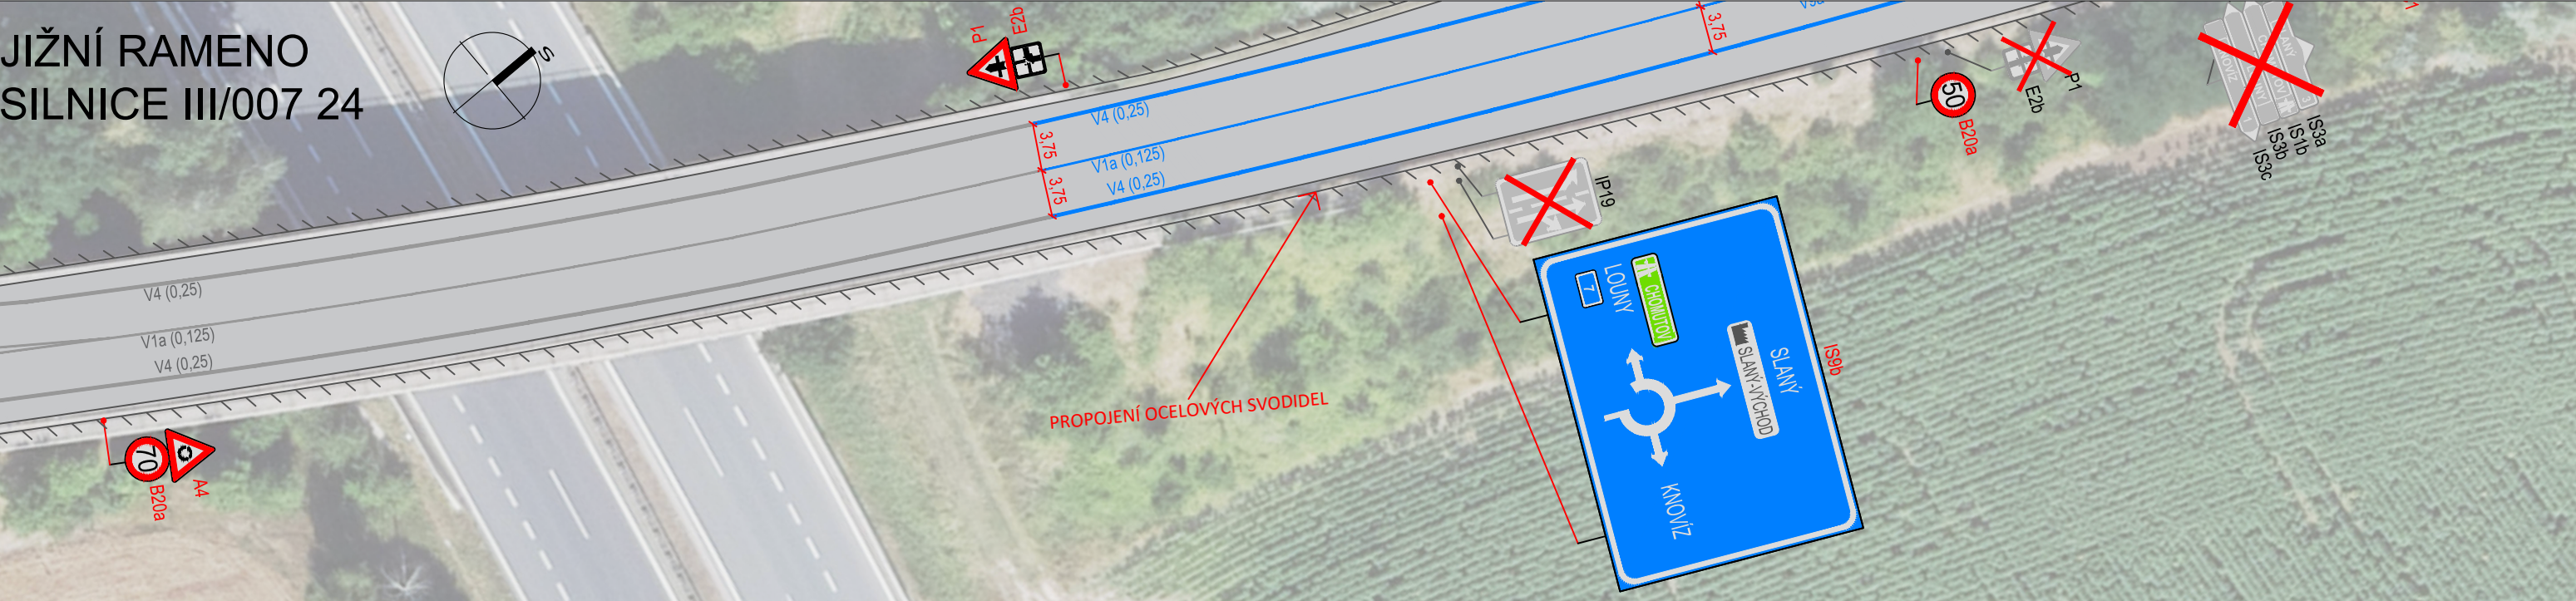 JIŽNÍ RAMENO
SILNICE III/007 24
S
P1
E2b
3,75
V4 (0,25)
3,75
V1a (0,125)
3,75
V4 (0,25)
V4 (0,25)
V1a (0,125)
V4 (0,25)
70
B20a
A4
PROPOJENÍ OCELOVÝCH SVODIDEL
IP19
7
LOUNY
CHOMUTOV
SLANÝ
SLANÝ-VÝCHOD
KNOVÍZ
IS9b
50
B20a
E2b
P1
IS3a
IS1b
IS3b
IS3c